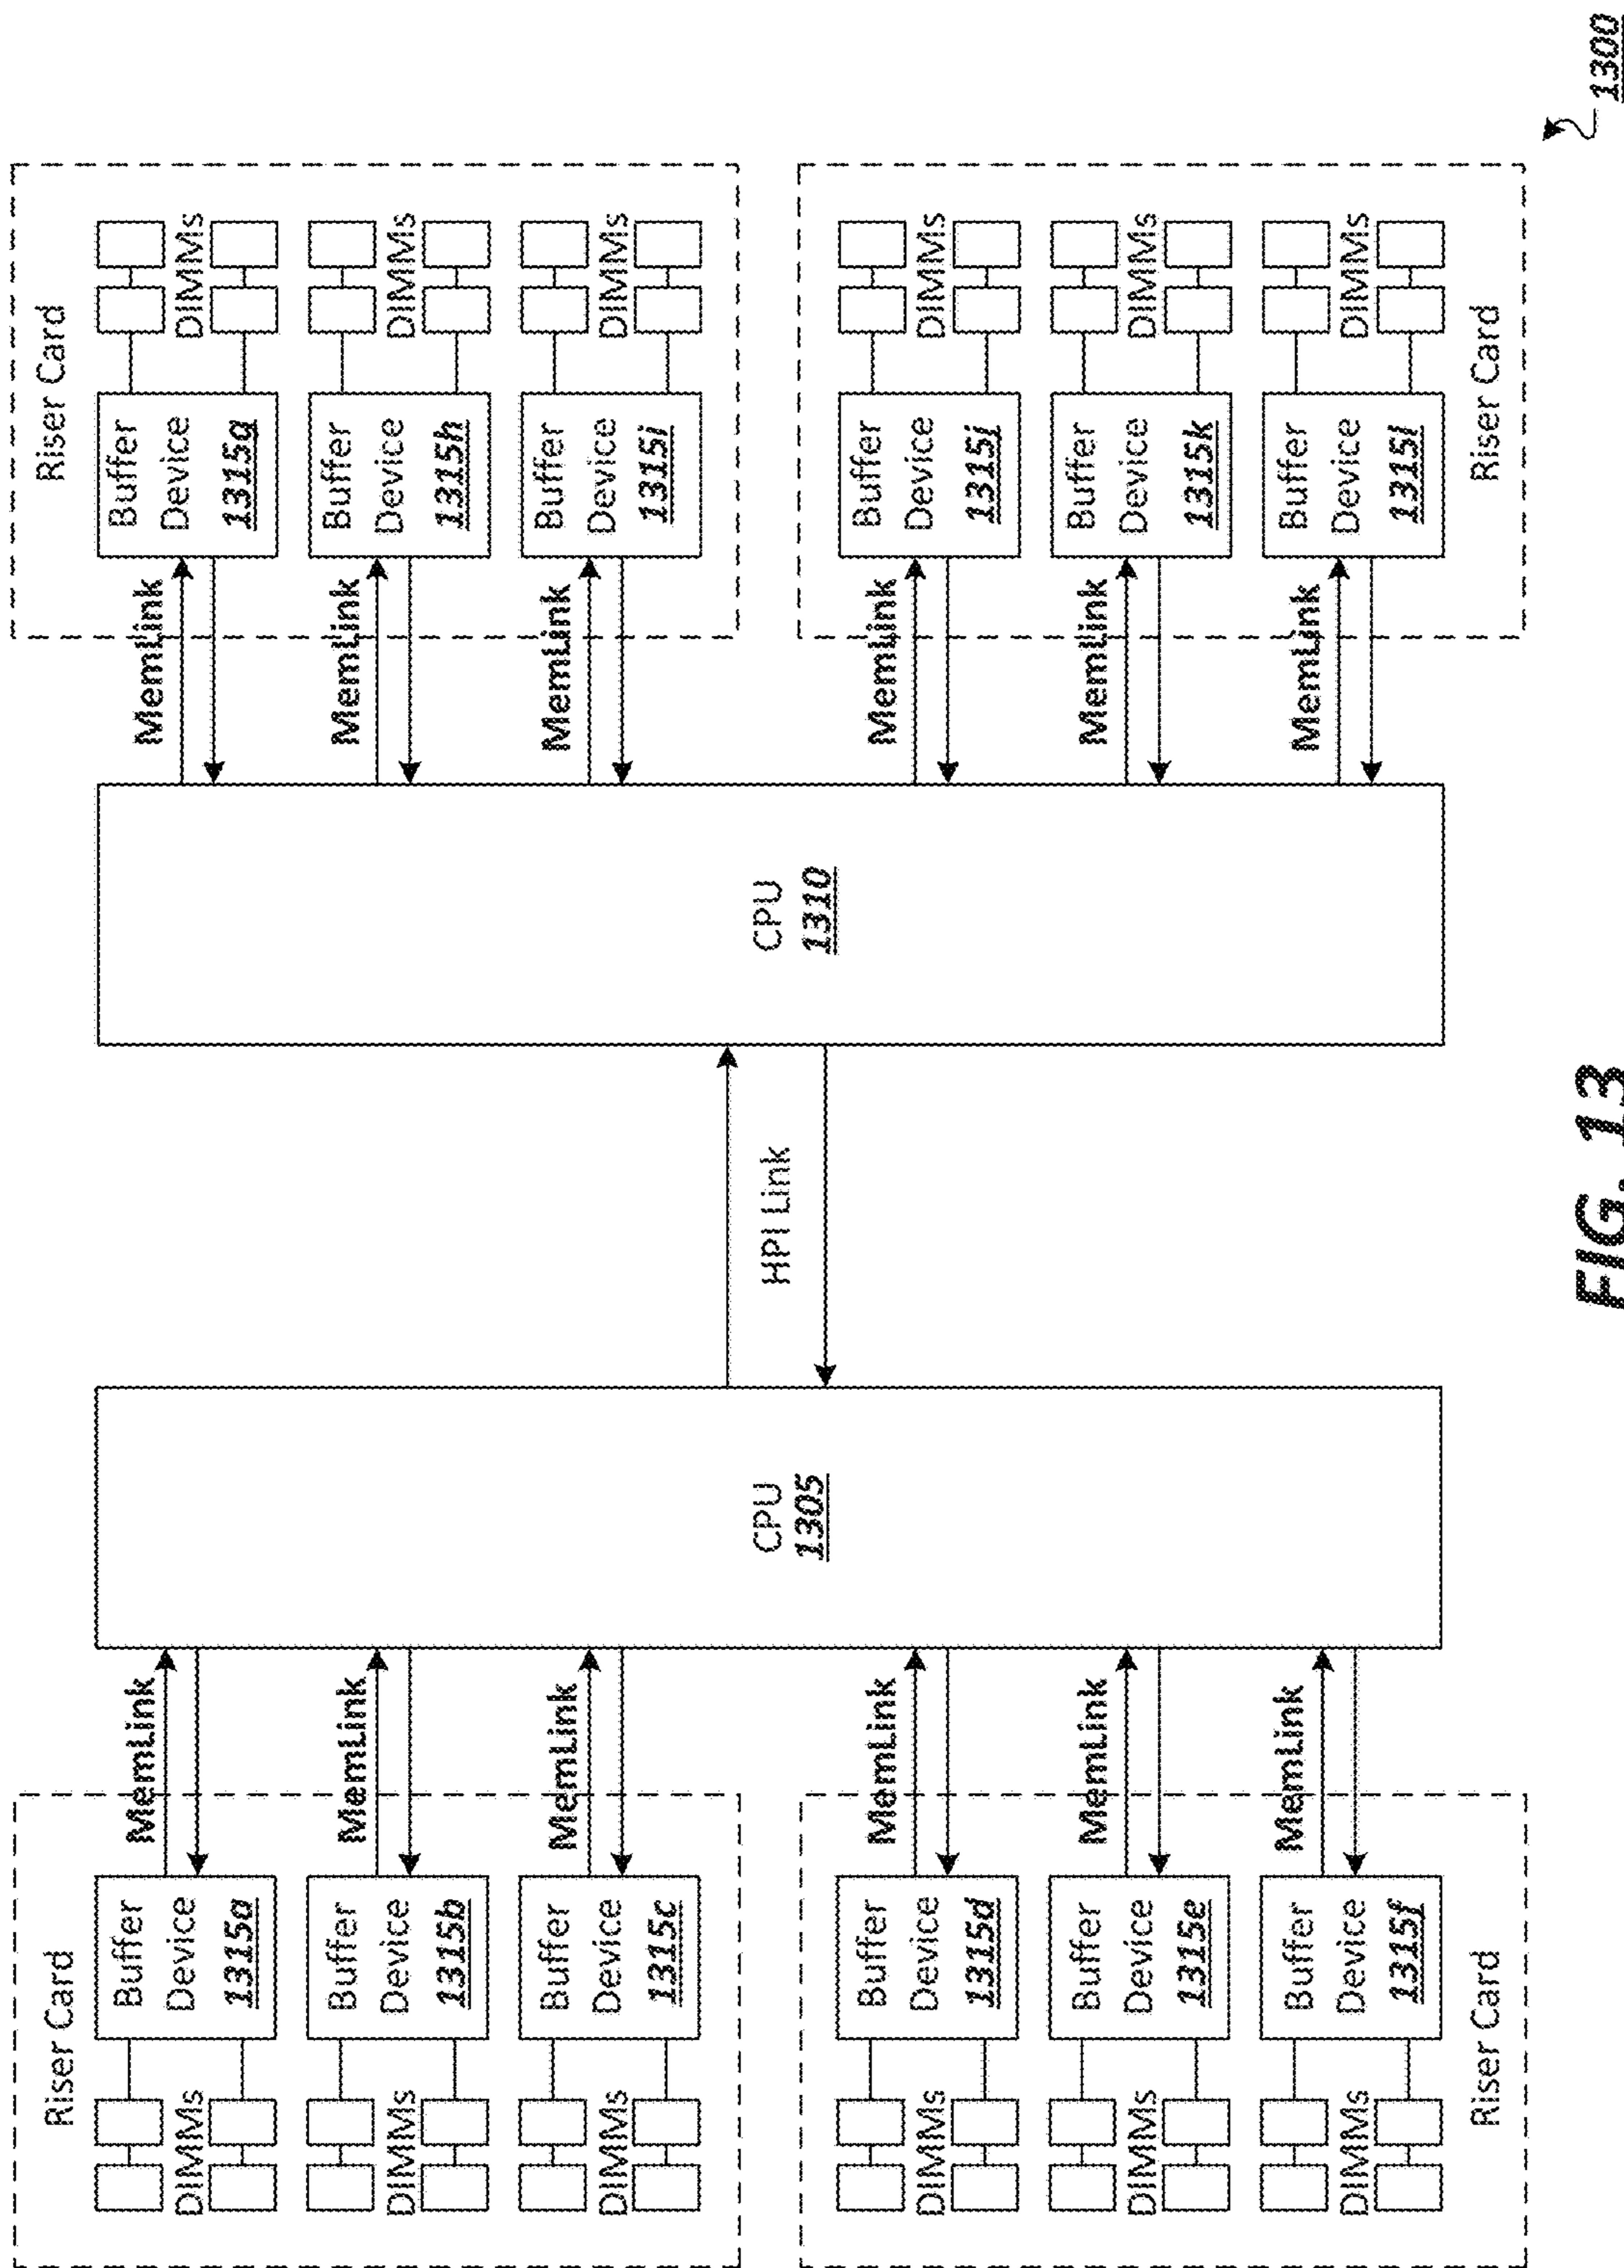 Riser Card
Riser Card
MemLink
MemLink
Buffer
Device
1315a
DIMMs
Buffer
Device
1315g
DIMMs
MemLink
MemLink
Buffer
Device
1315b
DIMMs
Buffer
Device
1315h
DIMMs
MemLink
MemLink
Buffer
Device
1315c
DIMMs
Buffer
Device
1315i
DIMMs
CPU
1305
HPI Link
CPU
1310
MemLink
MemLink
Buffer
Device
1315d
DIMMs
Buffer
Device
1315j
DIMMs
MemLink
MemLink
Buffer
Device
1315e
DIMMs
Buffer
Device
1315k
DIMMs
MemLink
MemLink
Buffer
Device
1315f
DIMMs
Buffer
Device
1315l
DIMMs
Riser Card
Riser Card
1300
FIG. 13